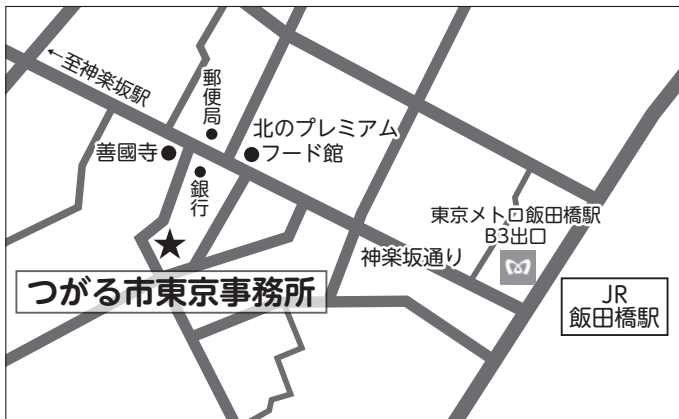 ←至神楽坂駅
郵便局
北のプレミアム
フード館
善國寺
銀行
東京メトロ飯田橋駅
B3出口
神楽坂通り
つがる市東京事務所
JR
飯田橋駅